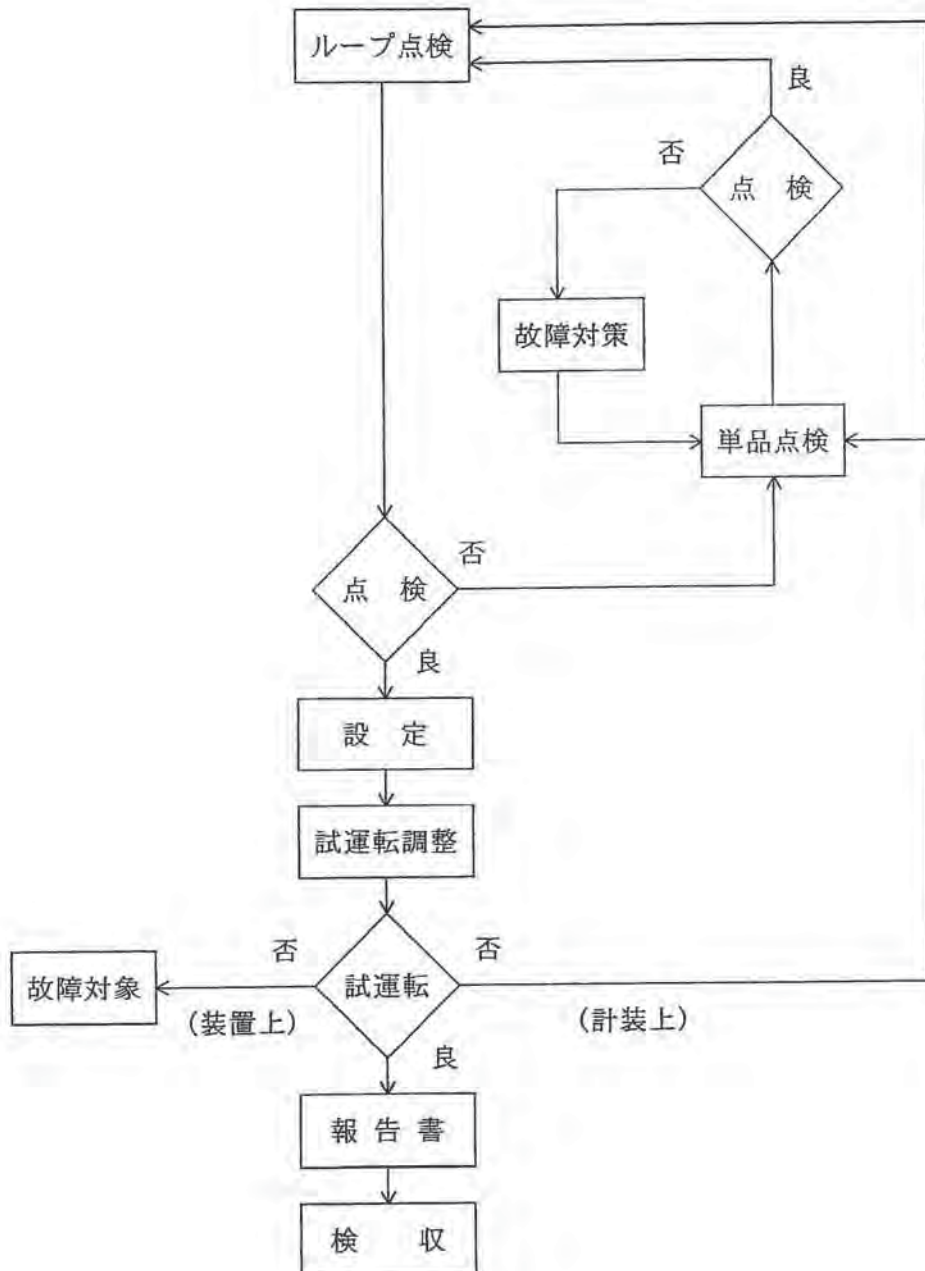 ループ点検
良
否
点 検
故障対策
単品点検
否
点 検
良
設 定
試運転調整
否
否
故障対象
試運転
(装置上)
(計装上)
良
報 告 書
検 収